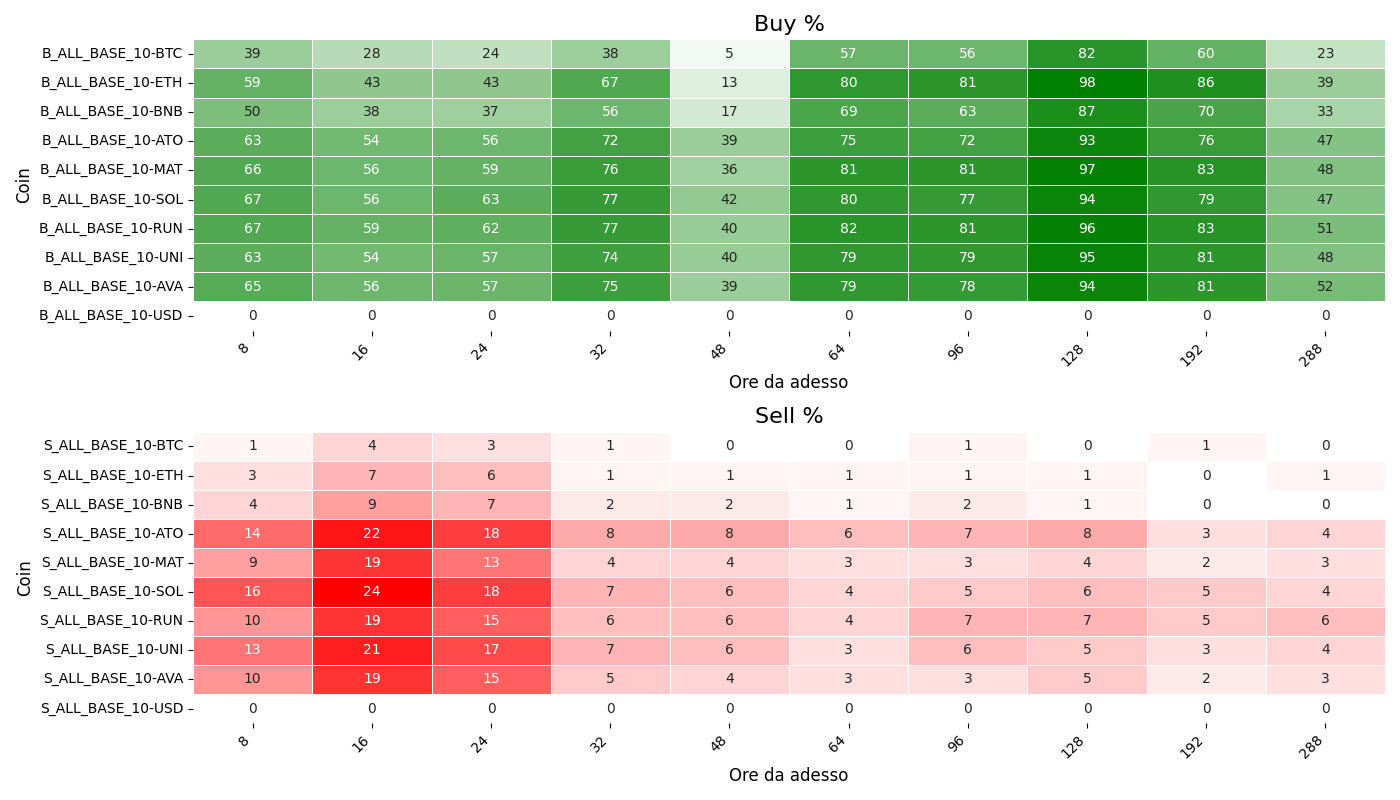 Buy %
Coin
B_ALL_BASE_10-BTC 39 28 24 38 5 57 56 82 60 23
B_ALL_BASE_10-ETH 59 43 43 67 13 80 81 98 86 39
B_ALL_BASE_10-BNB 50 38 37 56 17 69 63 87 70 33
B_ALL_BASE_10-ATO 63 54 56 72 39 75 72 93 76 47
B_ALL_BASE_10-MAT 66 56 59 76 36 81 81 97 83 48
B_ALL_BASE_10-SOL 67 56 63 77 42 80 77 94 79 47
B_ALL_BASE_10-RUN 67 59 62 77 40 82 81 96 83 51
B_ALL_BASE_10-UNI 63 54 57 74 40 79 79 95 81 48
B_ALL_BASE_10-AVA 65 56 57 75 39 79 78 94 81 52
B_ALL_BASE_10-USD 0 0 0 0 0 0 0 0 0 0
8 16 24 32 48 64 96 128 192 288
Ore da adesso
Sell %
Coin
S_ALL_BASE_10-BTC 1 4 3 1 0 0 1 0 1 0
S_ALL_BASE_10-ETH 3 7 6 1 1 1 1 1 0 1
S_ALL_BASE_10-BNB 4 9 7 2 2 1 2 1 0 0
S_ALL_BASE_10-ATO 14 22 18 8 8 6 7 8 3 4
S_ALL_BASE_10-MAT 9 19 13 4 4 3 3 4 2 3
S_ALL_BASE_10-SOL 16 24 18 7 6 4 5 6 5 4
S_ALL_BASE_10-RUN 10 19 15 6 6 4 7 7 5 6
S_ALL_BASE_10-UNI 13 21 17 7 6 3 6 5 3 4
S_ALL_BASE_10-AVA 10 19 15 5 4 3 3 5 2 3
S_ALL_BASE_10-USD 0 0 0 0 0 0 0 0 0 0
8 16 24 32 48 64 96 128 192 288
Ore da adesso